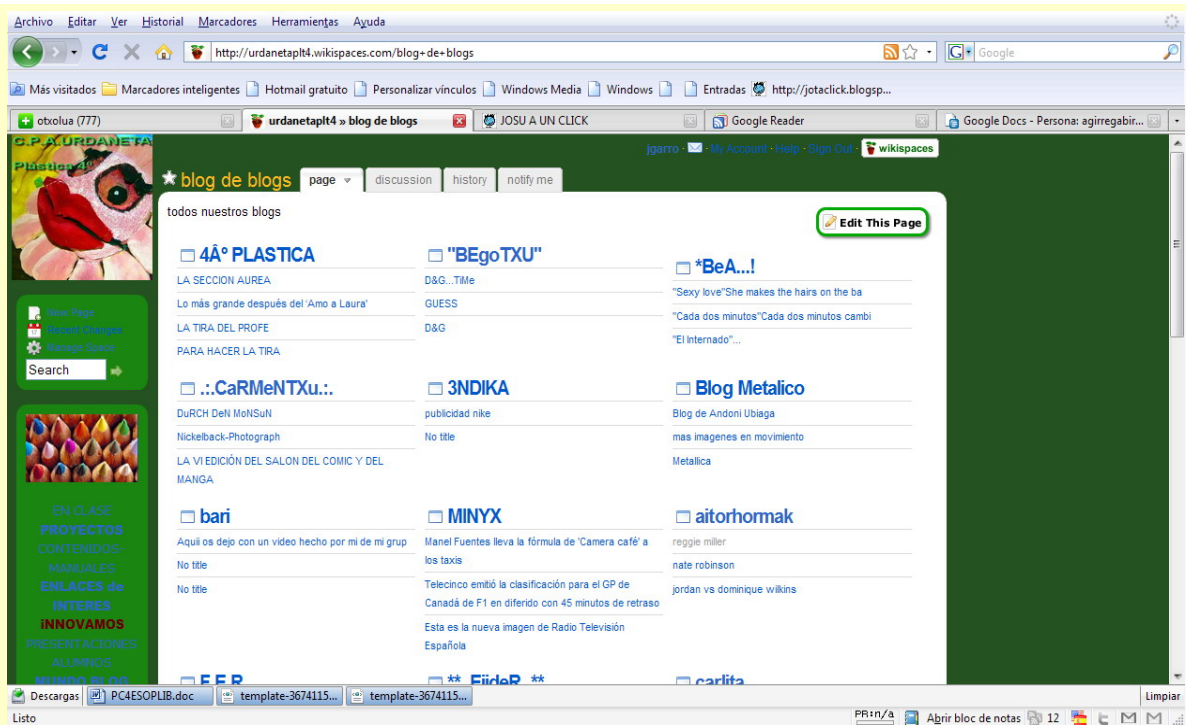 Archivo Editar Ver Historial Marcadores Herramientas Ayuda
http://urdanetaplt4.wikispaces.com/blog+de+blogs
Google
Más visitados Marcadores inteligentes Hotmail gratuito Personalizar vínculos Windows Media Windows Entradas http://jotaclick.blogsp...
otxolua (777) urdanetaplt4 » blog de blogs JOSU A UN CLICK Google Reader Google Docs - Persona: agirregabir...
C.P.A.URDANETA
Plástica 4º
jgarro · My Account · Help · Sign Out · wikispaces
blog de blogs page discussion history notify me
todos nuestros blogs
Edit This Page
New Page
Recent Changes
Manage Space
Search
EN CLASE
PROYECTOS
CONTENIDOS-
MANUALES
ENLACES de
INTERES
iNNOVAMOS
PRESENTACIONES
ALUMNOS
MUNDO BLOG
4Âº PLASTICA
LA SECCION AUREA
Lo más grande después del 'Amo a Laura'
LA TIRA DEL PROFE
PARA HACER LA TIRA
"BEgoTXU"
D&G...TiMe
GUESS
D&G
*BeA...!
"Sexy love"She makes the hairs on the ba
"Cada dos minutos"Cada dos minutos cambi
"El Internado"...
.:.CaRMeNTXu.:.
DuRCH DeN MoNSuN
Nickelback-Photograph
LA VI EDICIÓN DEL SALON DEL COMIC Y DEL
MANGA
3NDIKA
publicidad nike
No title
Blog Metalico
Blog de Andoni Ubiaga
mas imagenes en movimiento
Metallica
bari
Aquii os dejo con un video hecho por mi de mi grup
No title
No title
MINYX
Manel Fuentes lleva la fórmula de 'Camera café' a
los taxis
Telecinco emitió la clasificación para el GP de
Canadá de F1 en diferido con 45 minutos de retraso
Esta es la nueva imagen de Radio Televisión
Española
aitorhormak
reggie miller
nate robinson
jordan vs dominique wilkins
F.E.R
**_EiideR_**
carlita
Descargas PC4ESOPLIB.doc template-3674115... template-3674115... Limpiar
Listo PR:n/a Abrir bloc de notas 12